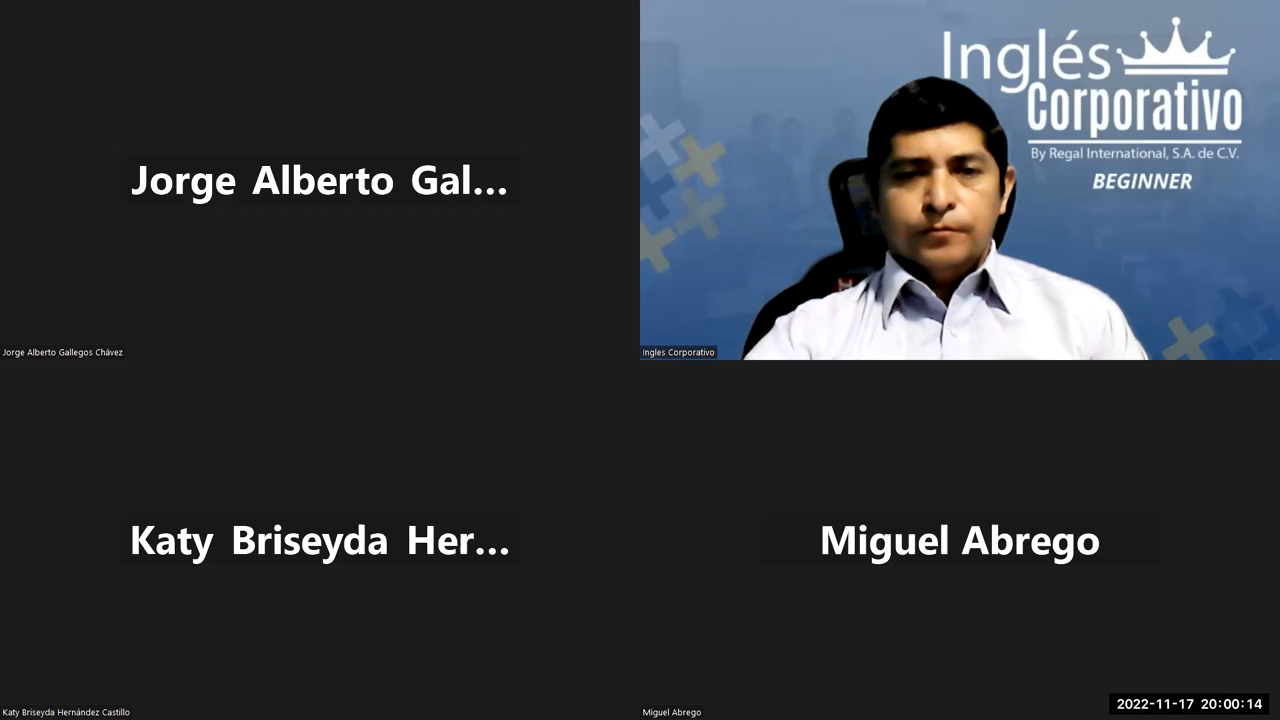 Jorge Alberto Gal...
Jorge Alberto Gallegos Chávez
Inglés
Corporativo
By Regal International, S.A. de C.V.
BEGINNER
Ingles Corporativo
Katy Briseyda Her...
Katy Briseyda Hernández Castillo
Miguel Abrego
Miguel Abrego
2022-11-17 20:00:14